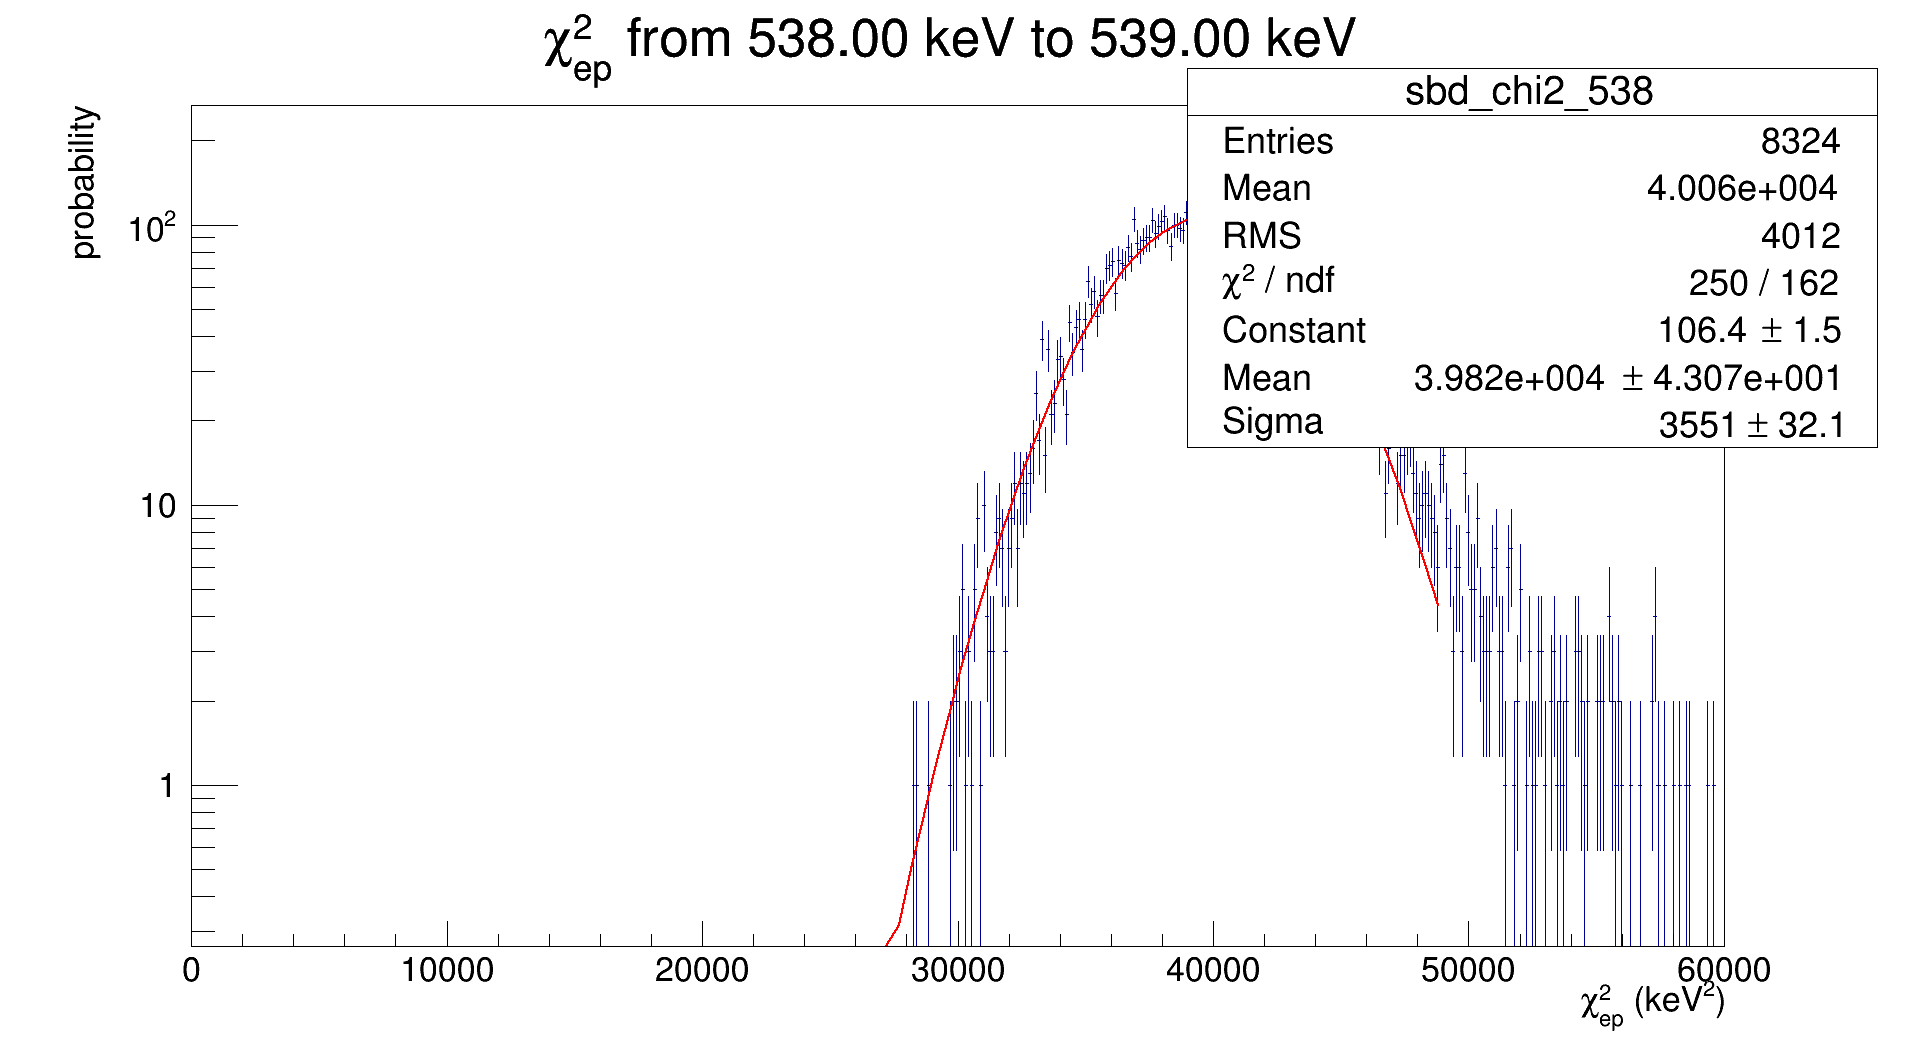 χ²ep from 538.00 keV to 539.00 keV
sbd_chi2_538
Entries 8324
Mean 4.006e+004
RMS 4012
χ² / ndf 250 / 162
Constant 106.4 ± 1.5
Mean 3.982e+004 ± 4.307e+001
Sigma 3551 ± 32.1
probability
10²
10
1
0 10000 20000 30000 40000 50000 60000
χ²ep (keV²)